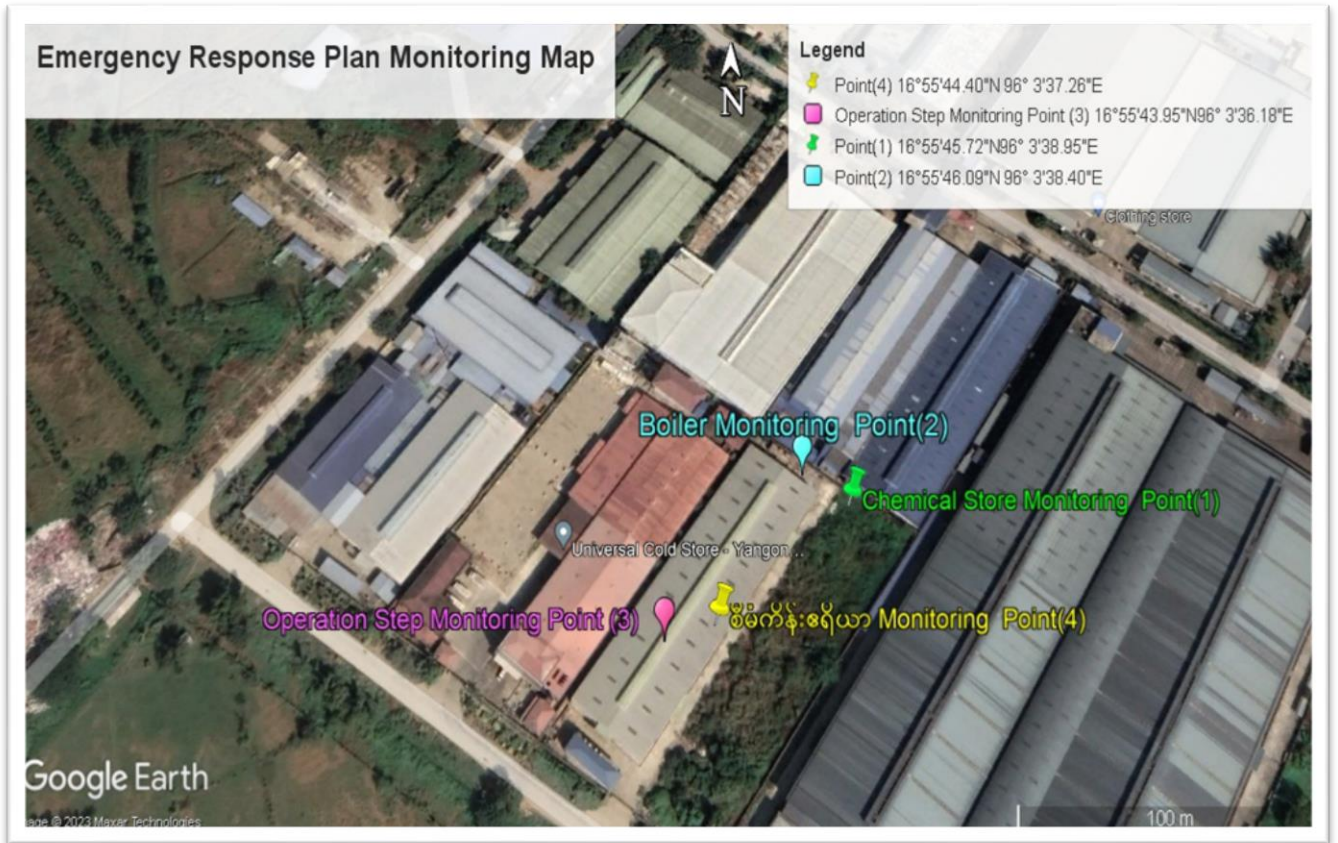 Emergency Response Plan Monitoring Map
N
Legend
Point(4) 16°55'44.40"N 96° 3'37.26"E
Operation Step Monitoring Point (3) 16°55'43.95"N96° 3'36.18"E
Point(1) 16°55'45.72"N96° 3'38.95"E
Point(2) 16°55'46.09"N 96° 3'38.40"E
Clothing store
Boiler Monitoring Point(2)
Chemical Store Monitoring Point(1)
Universal Cold Store - Yangon...
Operation Step Monitoring Point (3)
စီမံကိန်းဧရိယာ Monitoring Point(4)
Google Earth
age © 2023 Maxar Technologies
100 m